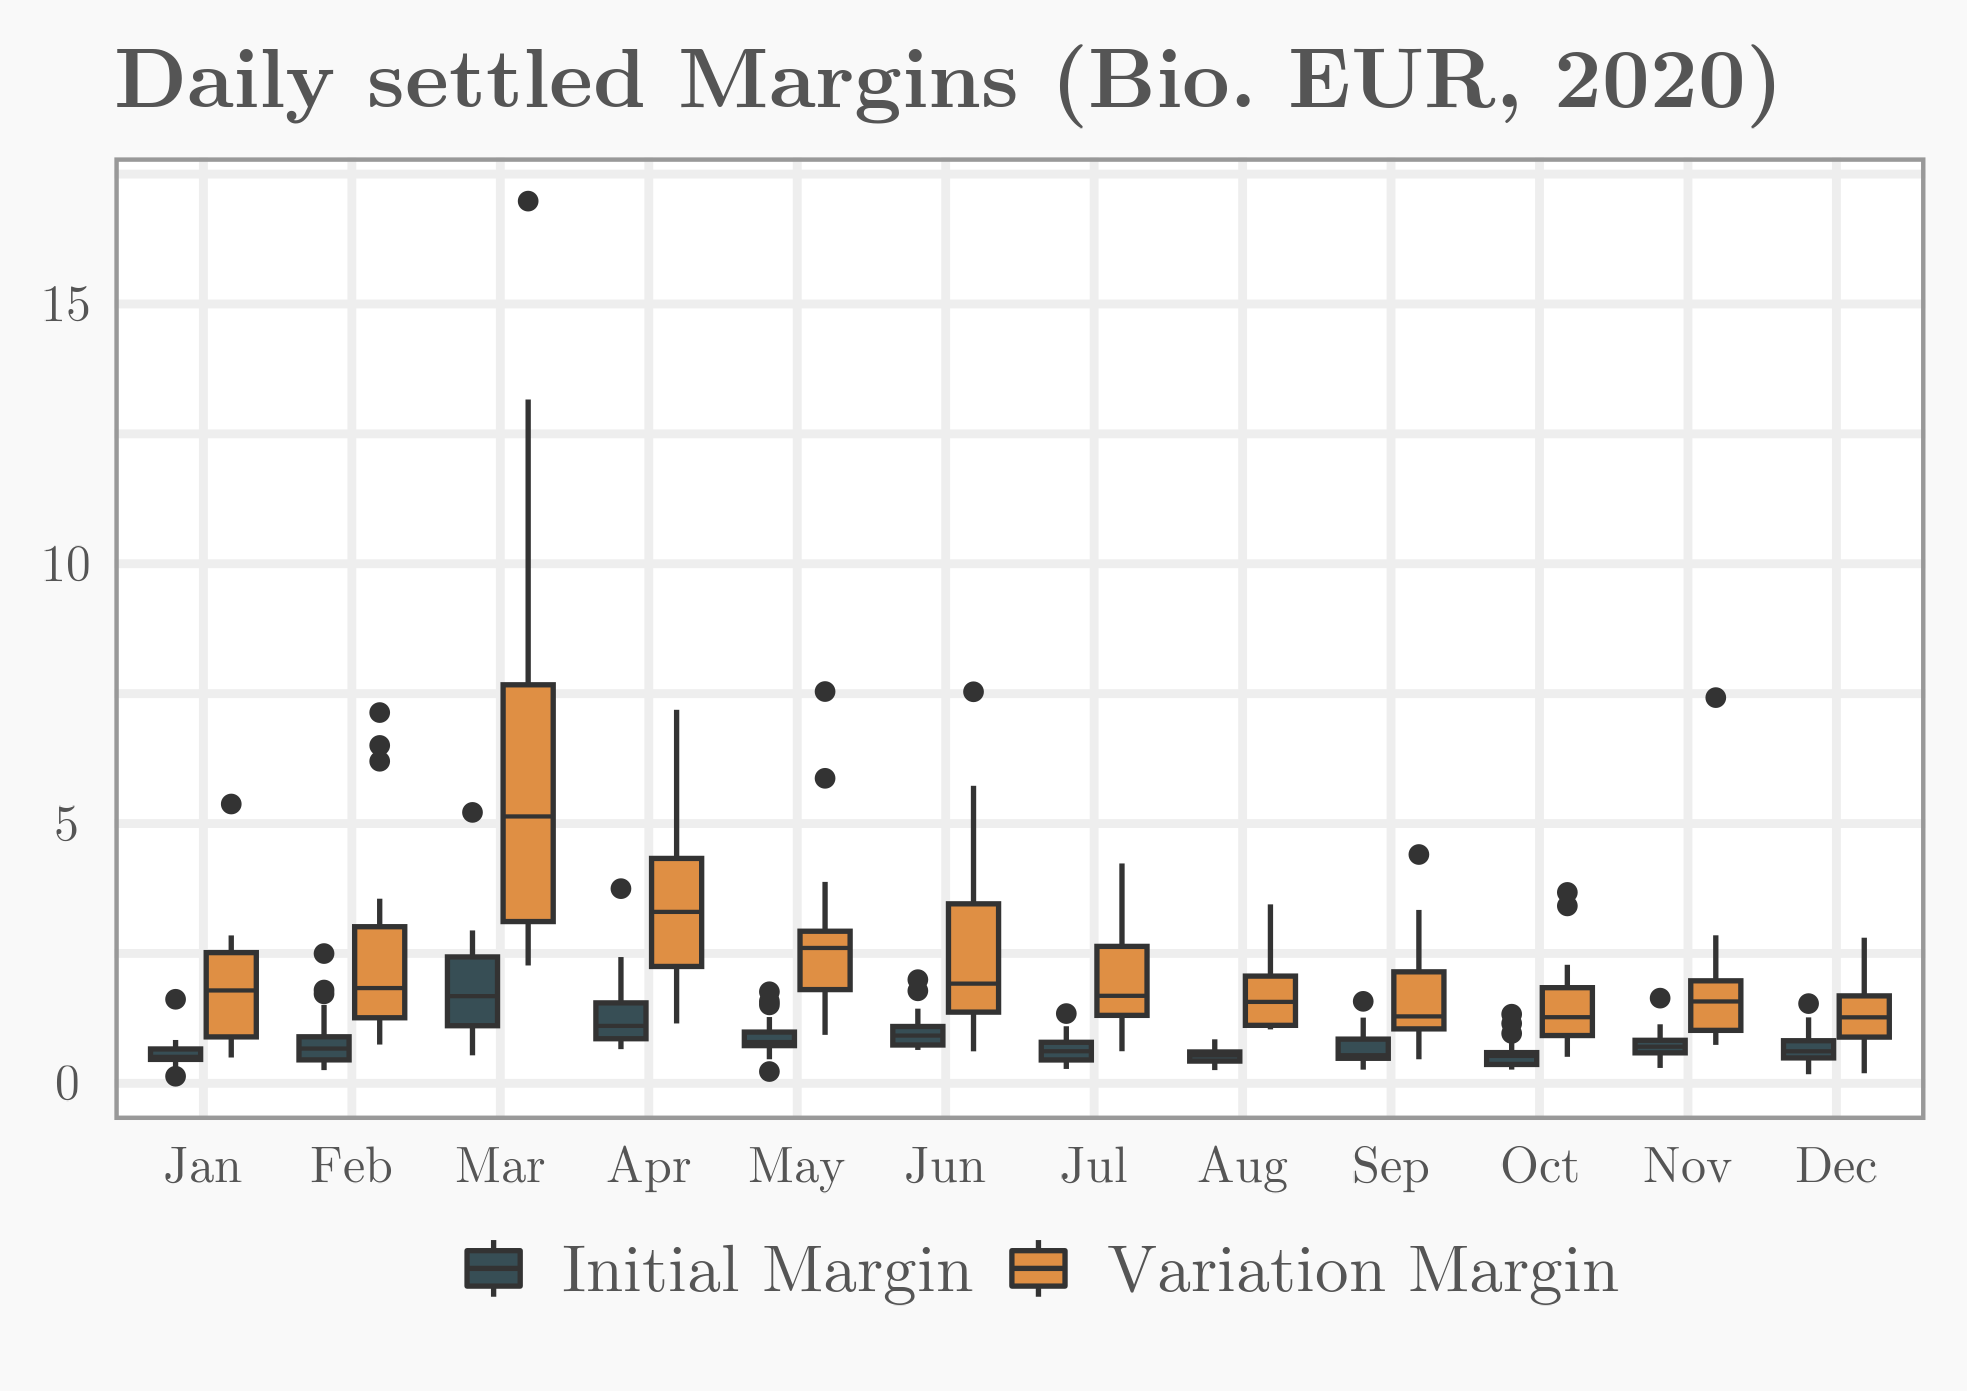 Daily settled Margins (Bio. EUR, 2020)
15
10
5
0
Jan Feb Mar Apr May Jun Jul Aug Sep Oct Nov Dec
Initial Margin Variation Margin